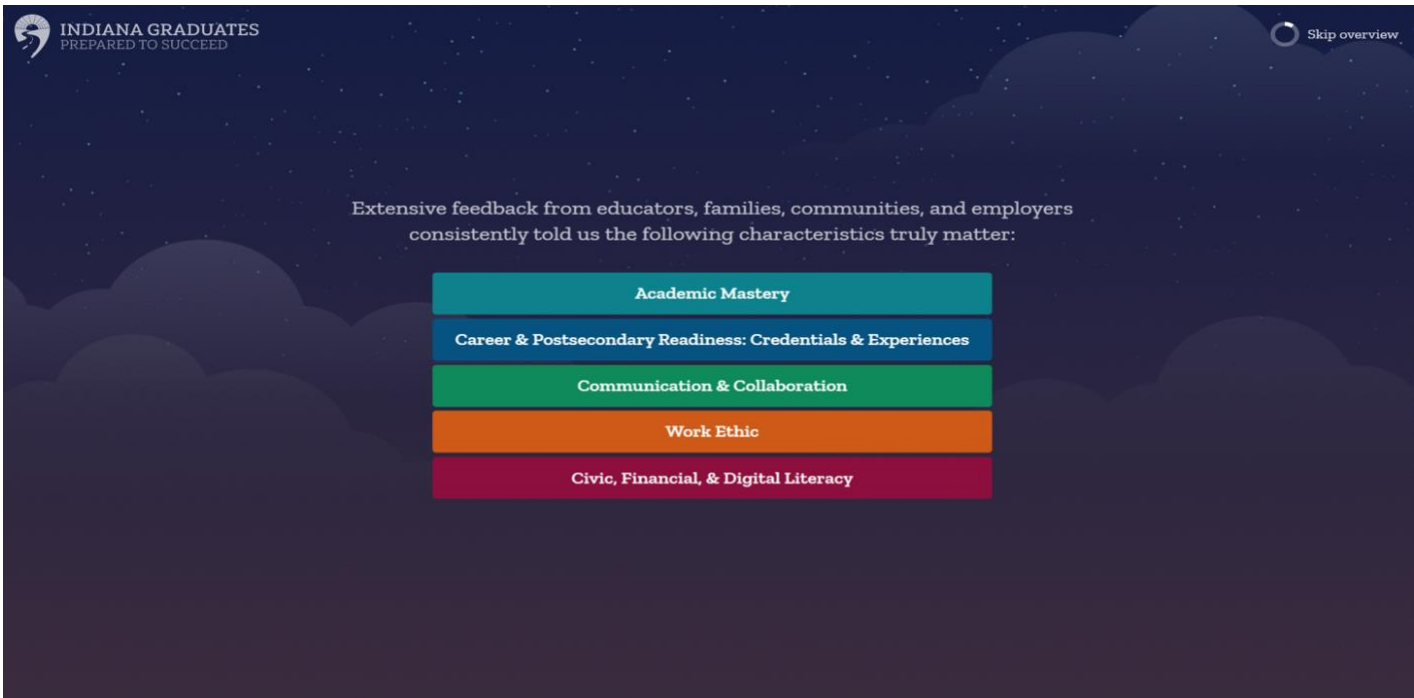 INDIANA GRADUATES
PREPARED TO SUCCEED
Skip overview
Extensive feedback from educators, families, communities, and employers
consistently told us the following characteristics truly matter:
Academic Mastery
Career & Postsecondary Readiness: Credentials & Experiences
Communication & Collaboration
Work Ethic
Civic, Financial, & Digital Literacy